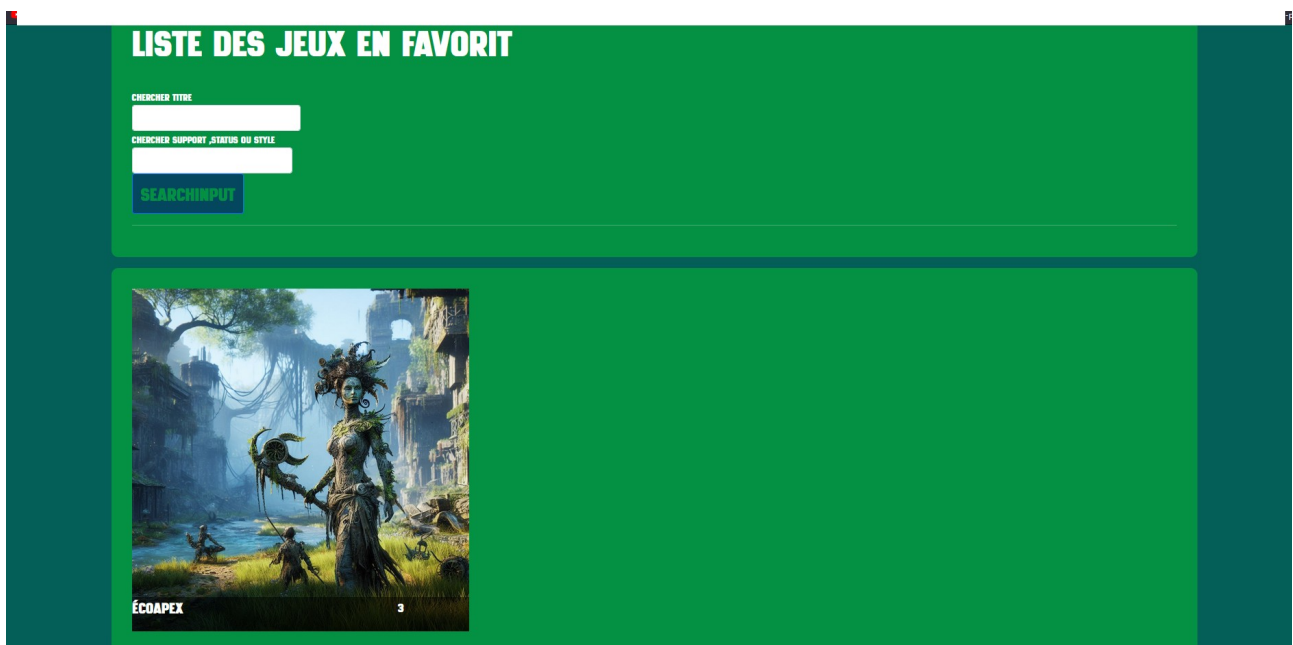 LISTE DES JEUX EN FAVORIT
CHERCHER TITRE
CHERCHER SUPPORT ,STATUS OU STYLE
SEARCHINPUT
ÉCOAPEX 3